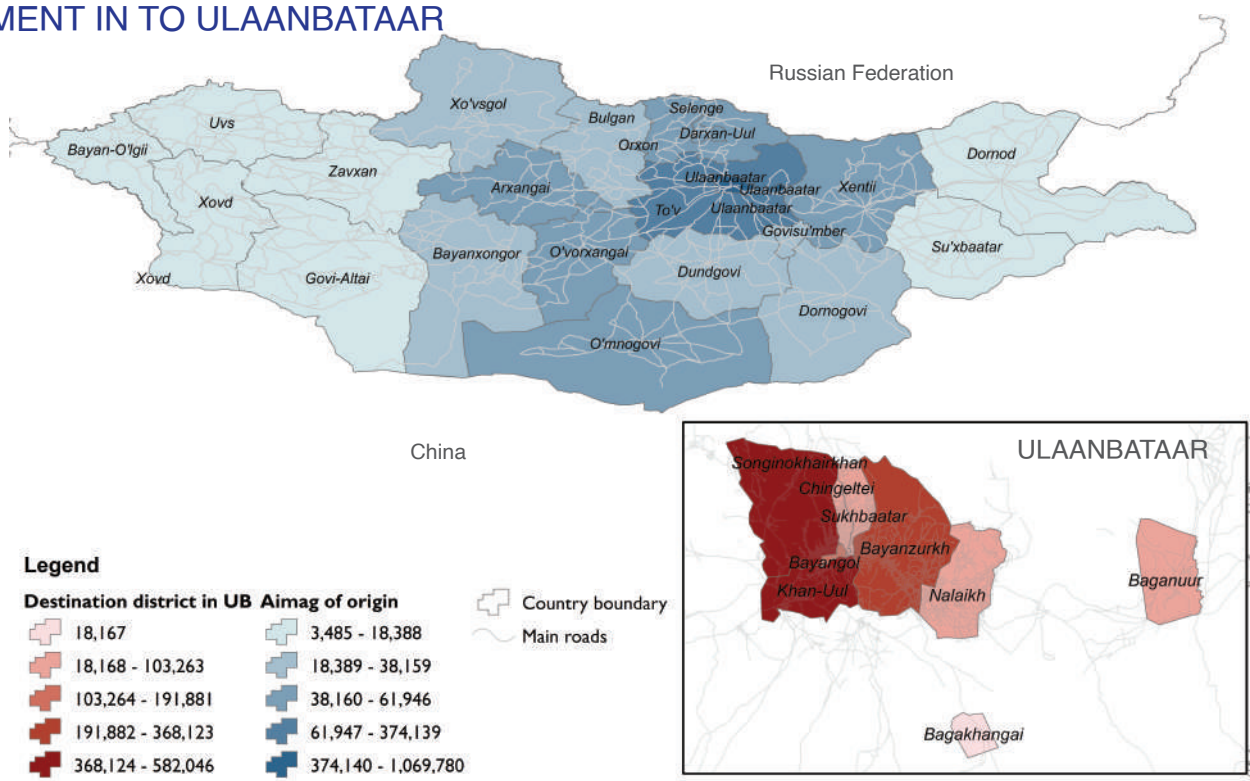 MENT IN TO ULAANBATAAR
Russian Federation
Xo'vsgol
Bulgan
Selenge
Uvs
Darxan-Uul
Bayan-O'lgii
Orxon
Dornod
Zavxan
Ulaanbaatar
Arxangai
Ulaanbaatar
Xentii
Xovd
To'v
Ulaanbaatar
Govisu'mber
Bayanxongor
O'vorxangai
Su'xbaatar
Dundgovi
Xovd
Govi-Altai
Dornogovi
O'mnogovi
China
ULAANBATAAR
Songinokhairkhan
Chingeltei
Sukhbaatar
Bayanzurkh
Bayangol
Khan-Uul
Nalaikh
Baganuur
Bagakhangai
Legend
Destination district in UB Aimag of origin
Country boundary
18,167
3,485 - 18,388
Main roads
18,168 - 103,263
18,389 - 38,159
103,264 - 191,881
38,160 - 61,946
191,882 - 368,123
61,947 - 374,139
368,124 - 582,046
374,140 - 1,069,780